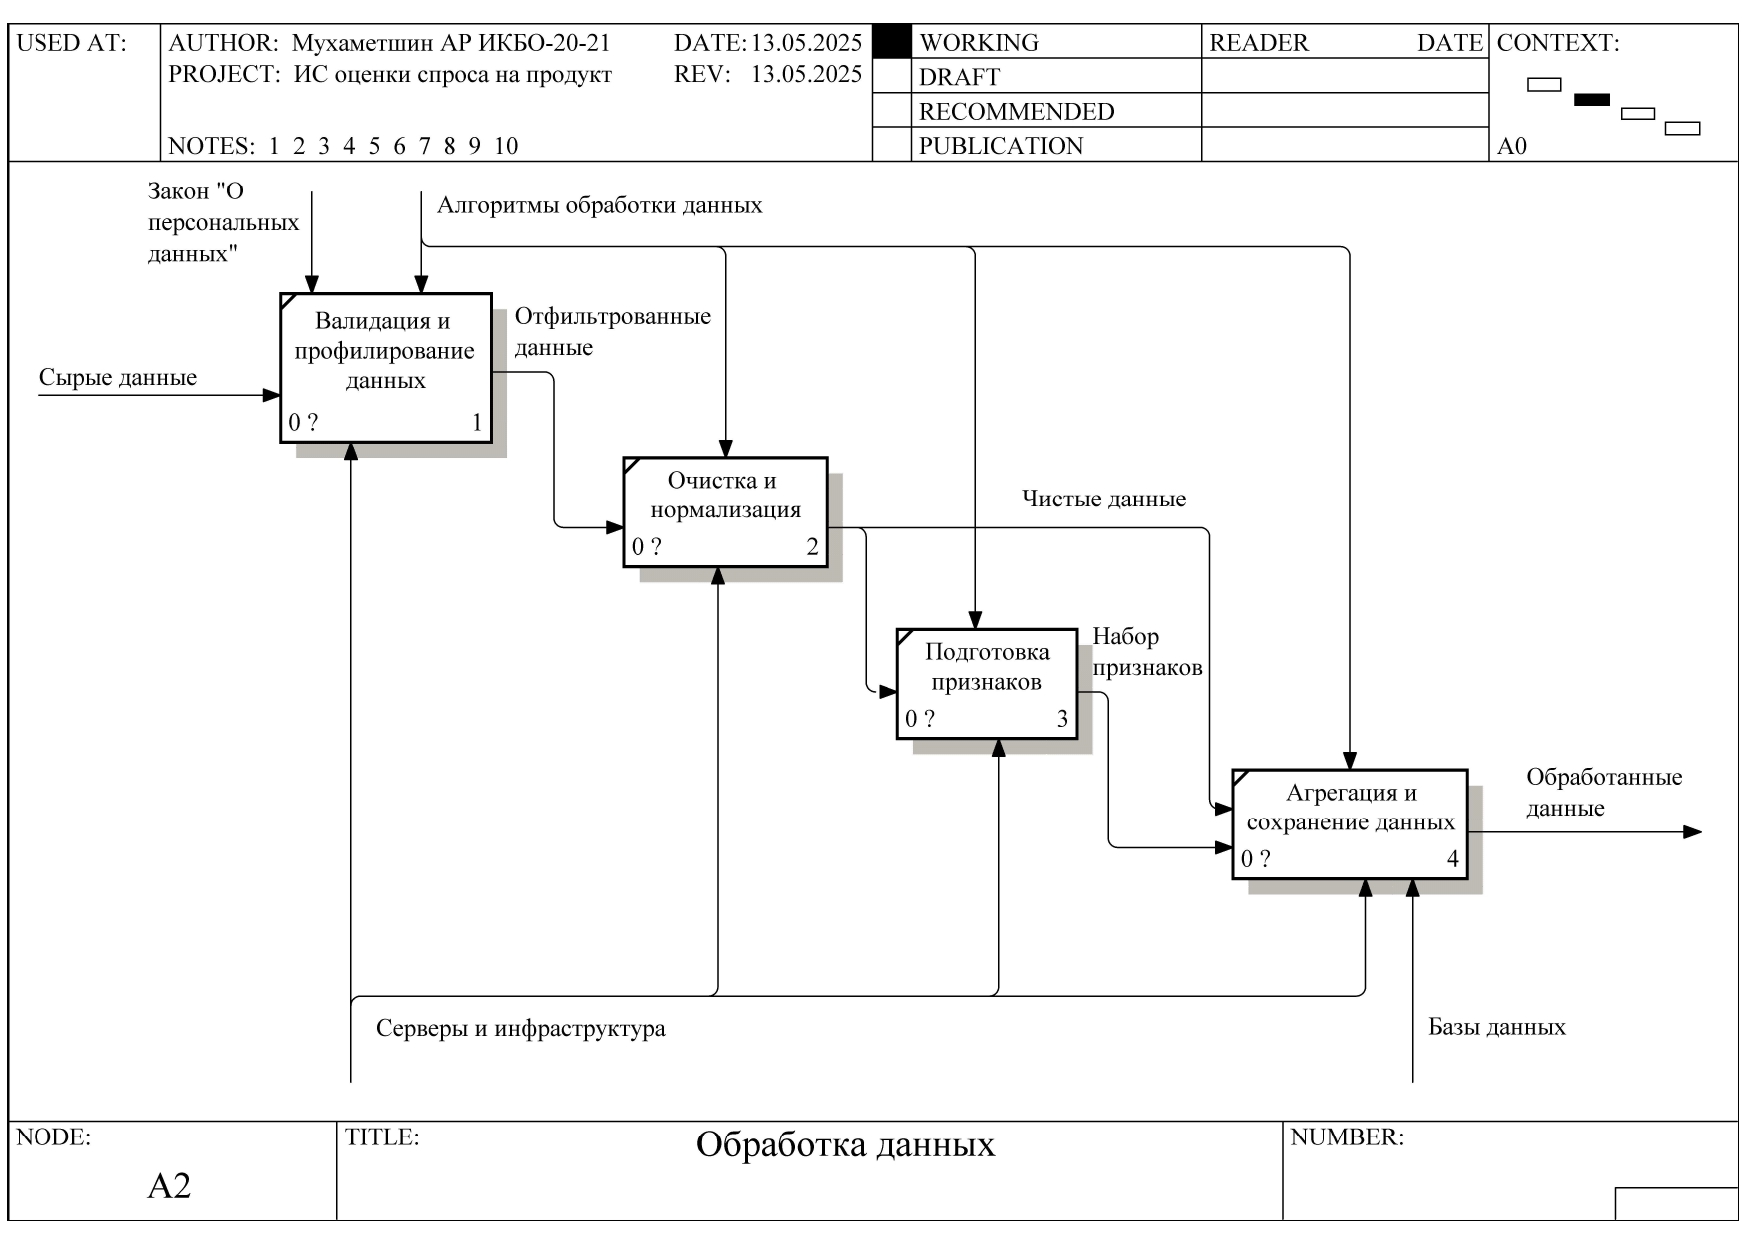 USED AT:
AUTHOR: Мухаметшин АР ИКБО-20-21
DATE: 13.05.2025
PROJECT: ИС оценки спроса на продукт
REV: 13.05.2025
NOTES: 1 2 3 4 5 6 7 8 9 10
WORKING
DRAFT
RECOMMENDED
PUBLICATION
READER DATE
CONTEXT:
A0
Закон "О
персональных
данных"
Алгоритмы обработки данных
Валидация и
профилирование
данных
0 ? 1
Сырые данные
Отфильтрованные
данные
Очистка и
нормализация
0 ? 2
Чистые данные
Подготовка
признаков
0 ? 3
Набор
признаков
Агрегация и
сохранение данных
0 ? 4
Обработанные
данные
Серверы и инфраструктура
Базы данных
NODE:
A2
TITLE:
Обработка данных
NUMBER: